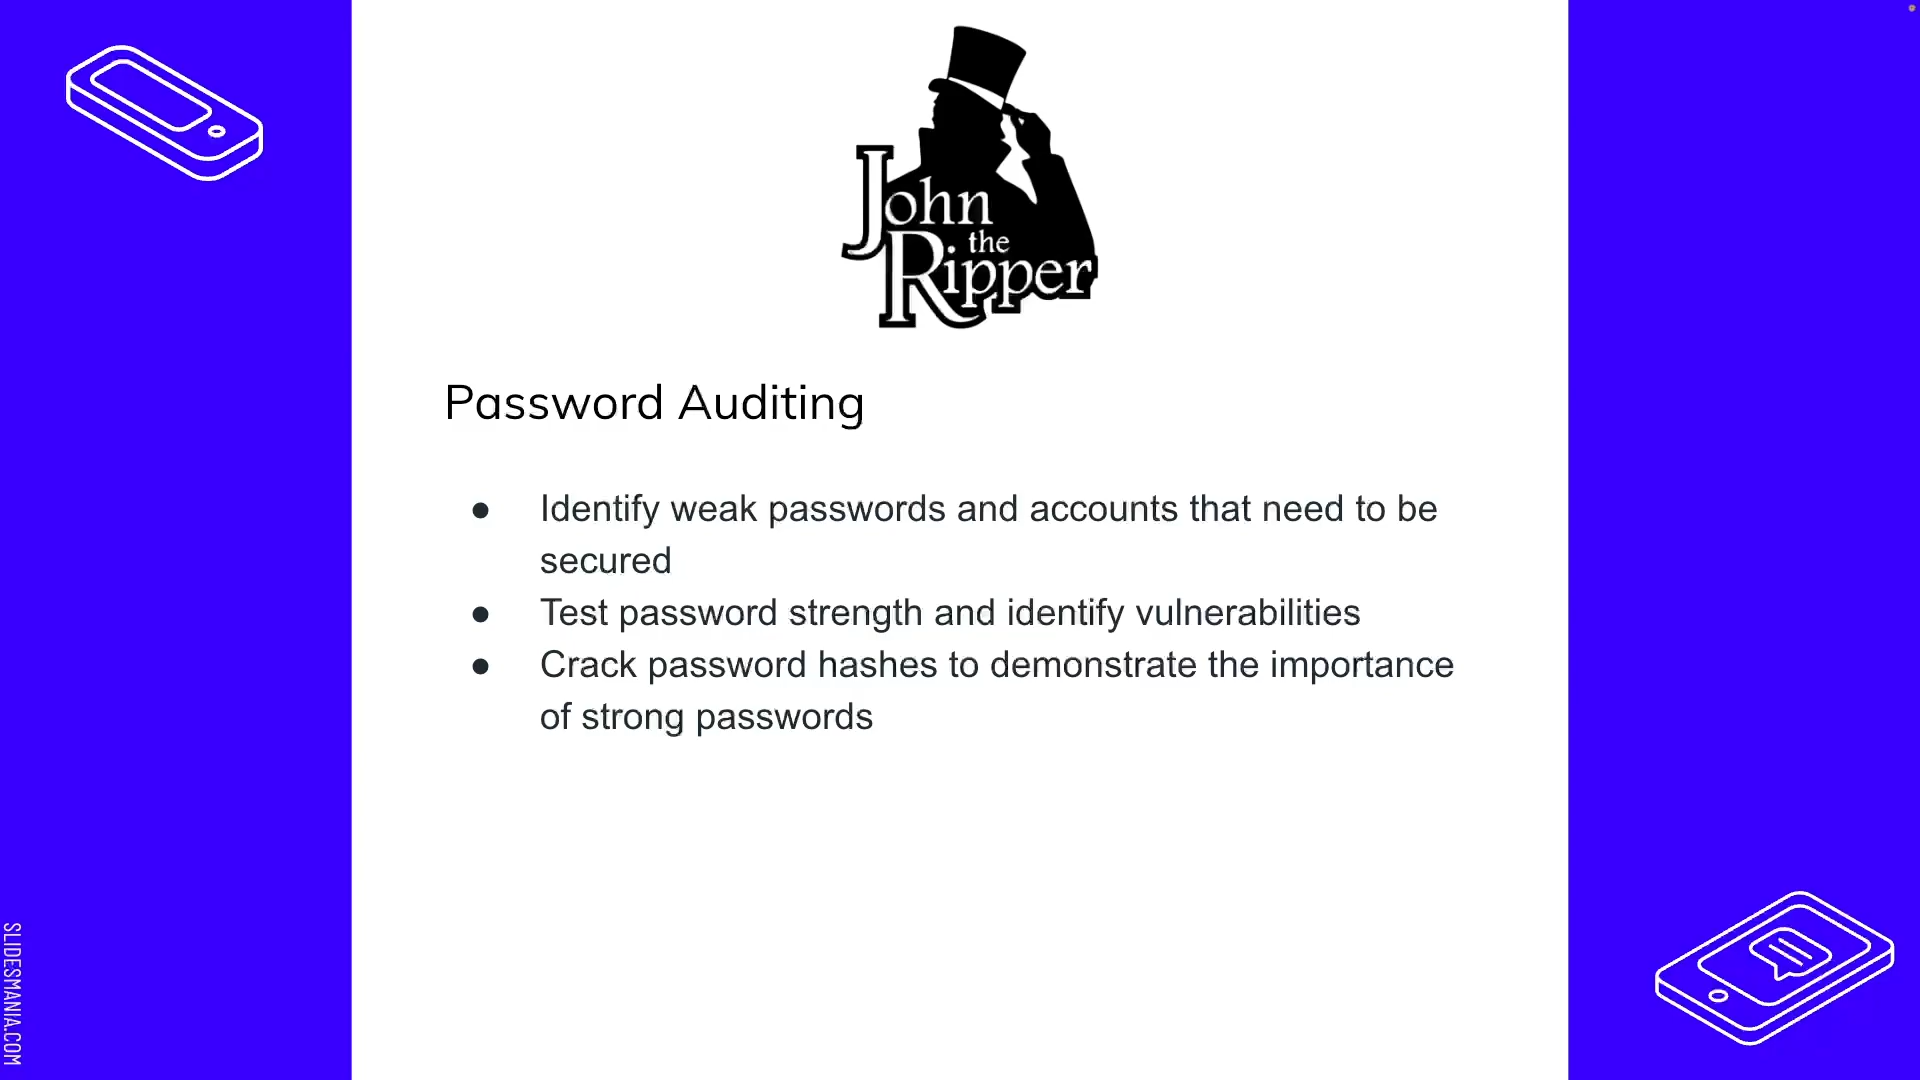 John
the
Ripper
Password Auditing
● Identify weak passwords and accounts that need to be
secured
● Test password strength and identify vulnerabilities
● Crack password hashes to demonstrate the importance
of strong passwords
SLIDESMANIA.COM